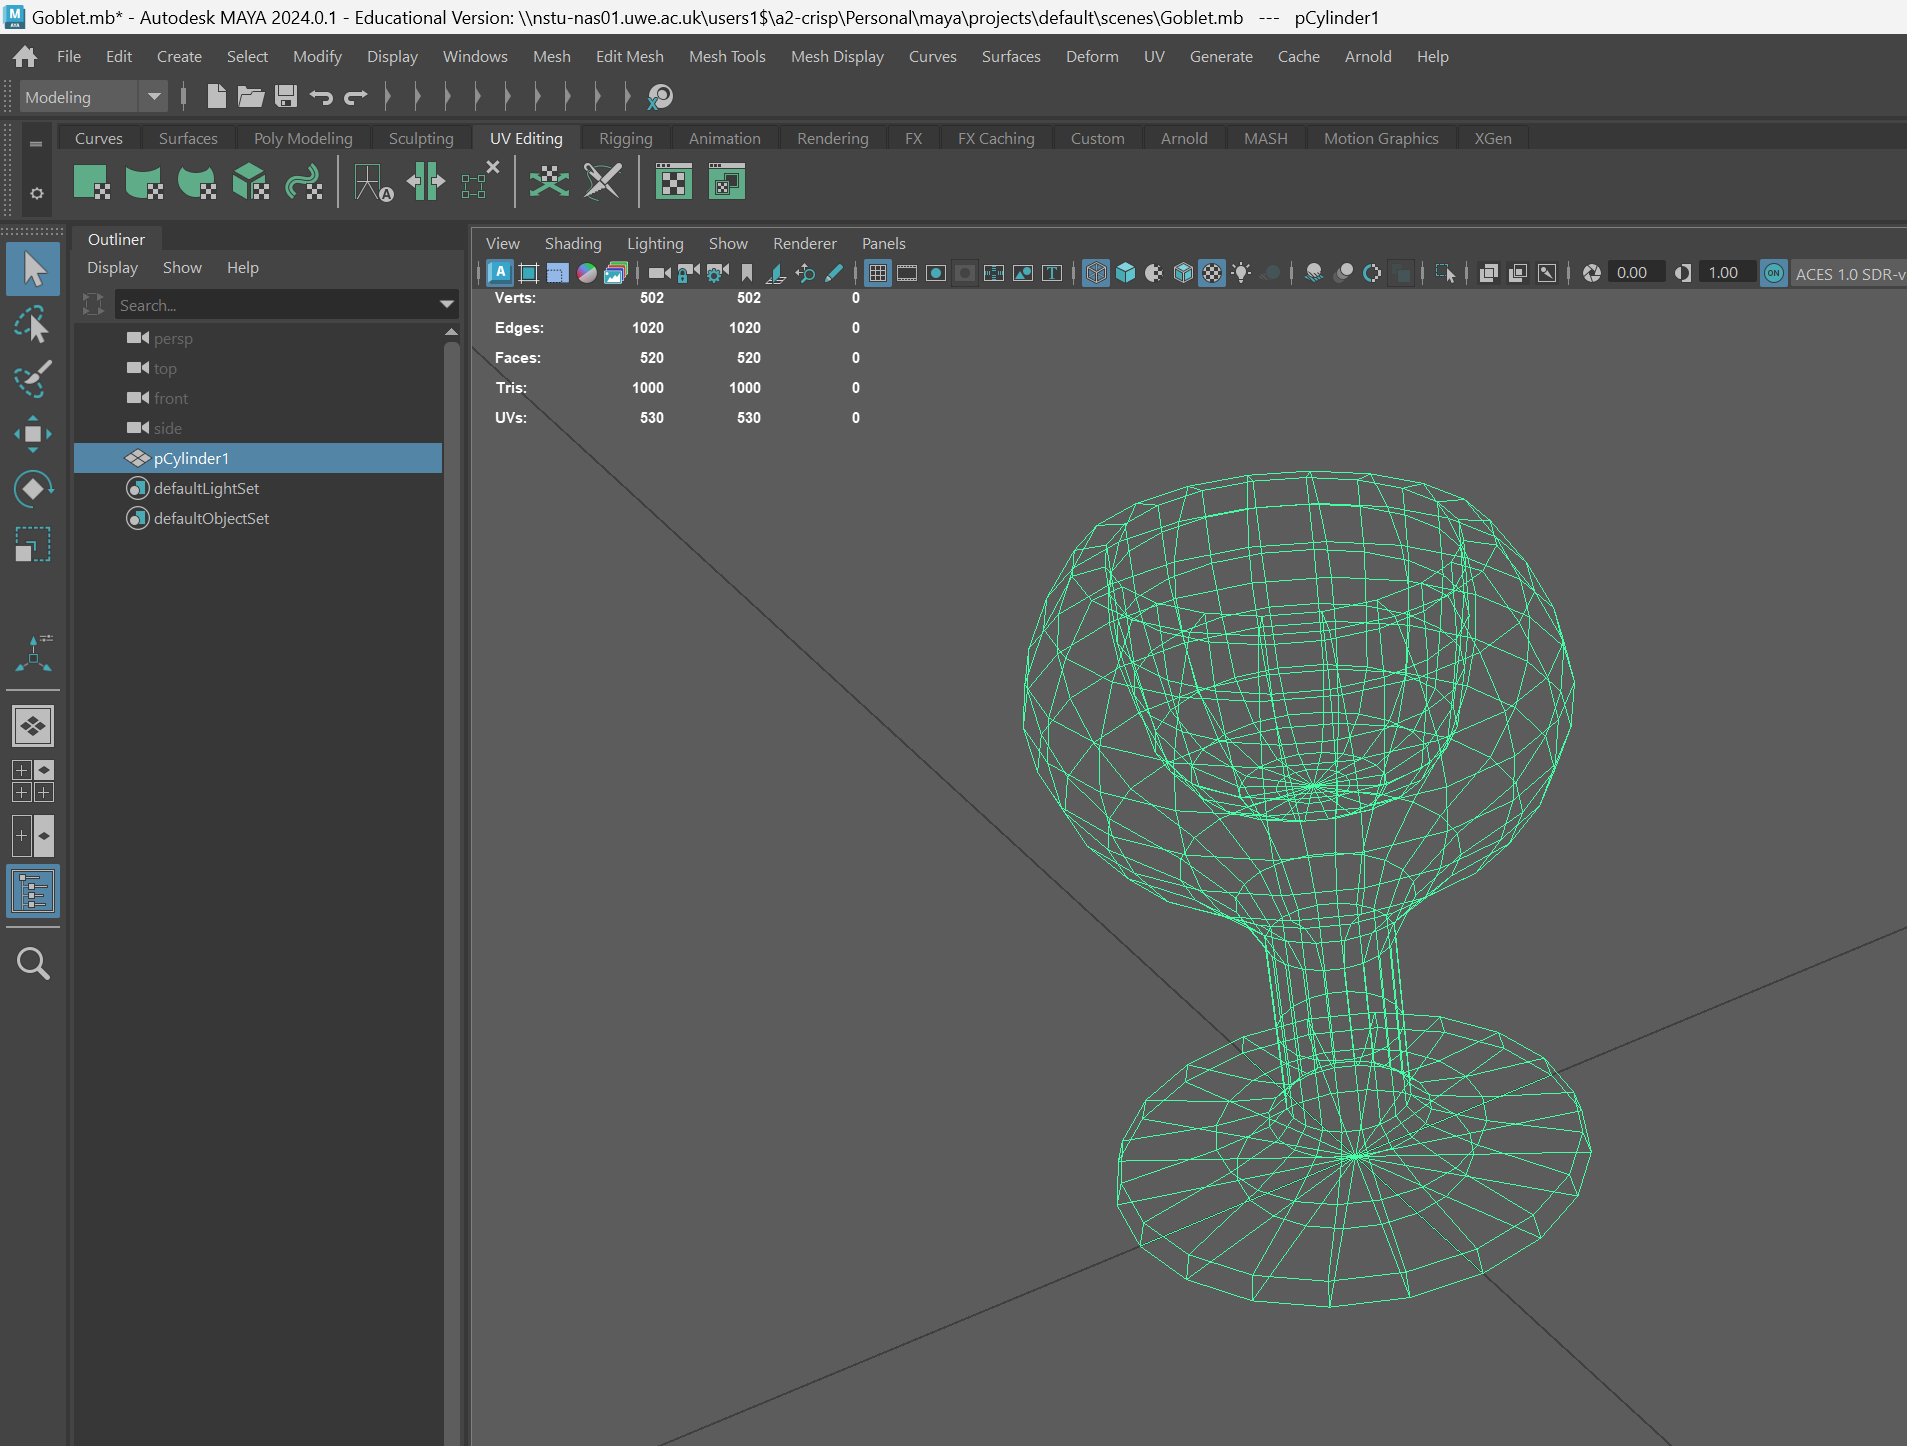 Goblet.mb* - Autodesk MAYA 2024.0.1 - Educational Version: \\nstu-nas01.uwe.ac.uk\users1$\a2-crisp\Personal\maya\projects\default\scenes\Goblet.mb --- pCylinder1
File Edit Create Select Modify Display Windows Mesh Edit Mesh Mesh Tools Mesh Display Curves Surfaces Deform UV Generate Cache Arnold Help
Modeling
Curves Surfaces Poly Modeling Sculpting UV Editing Rigging Animation Rendering FX FX Caching Custom Arnold MASH Motion Graphics XGen
Outliner
Display Show Help
Search...
persp
top
front
side
pCylinder1
defaultLightSet
defaultObjectSet
View Shading Lighting Show Renderer Panels
0.00 1.00 ON ACES 1.0 SDR-v
Verts: 502 502 0
Edges: 1020 1020 0
Faces: 520 520 0
Tris: 1000 1000 0
UVs: 530 530 0